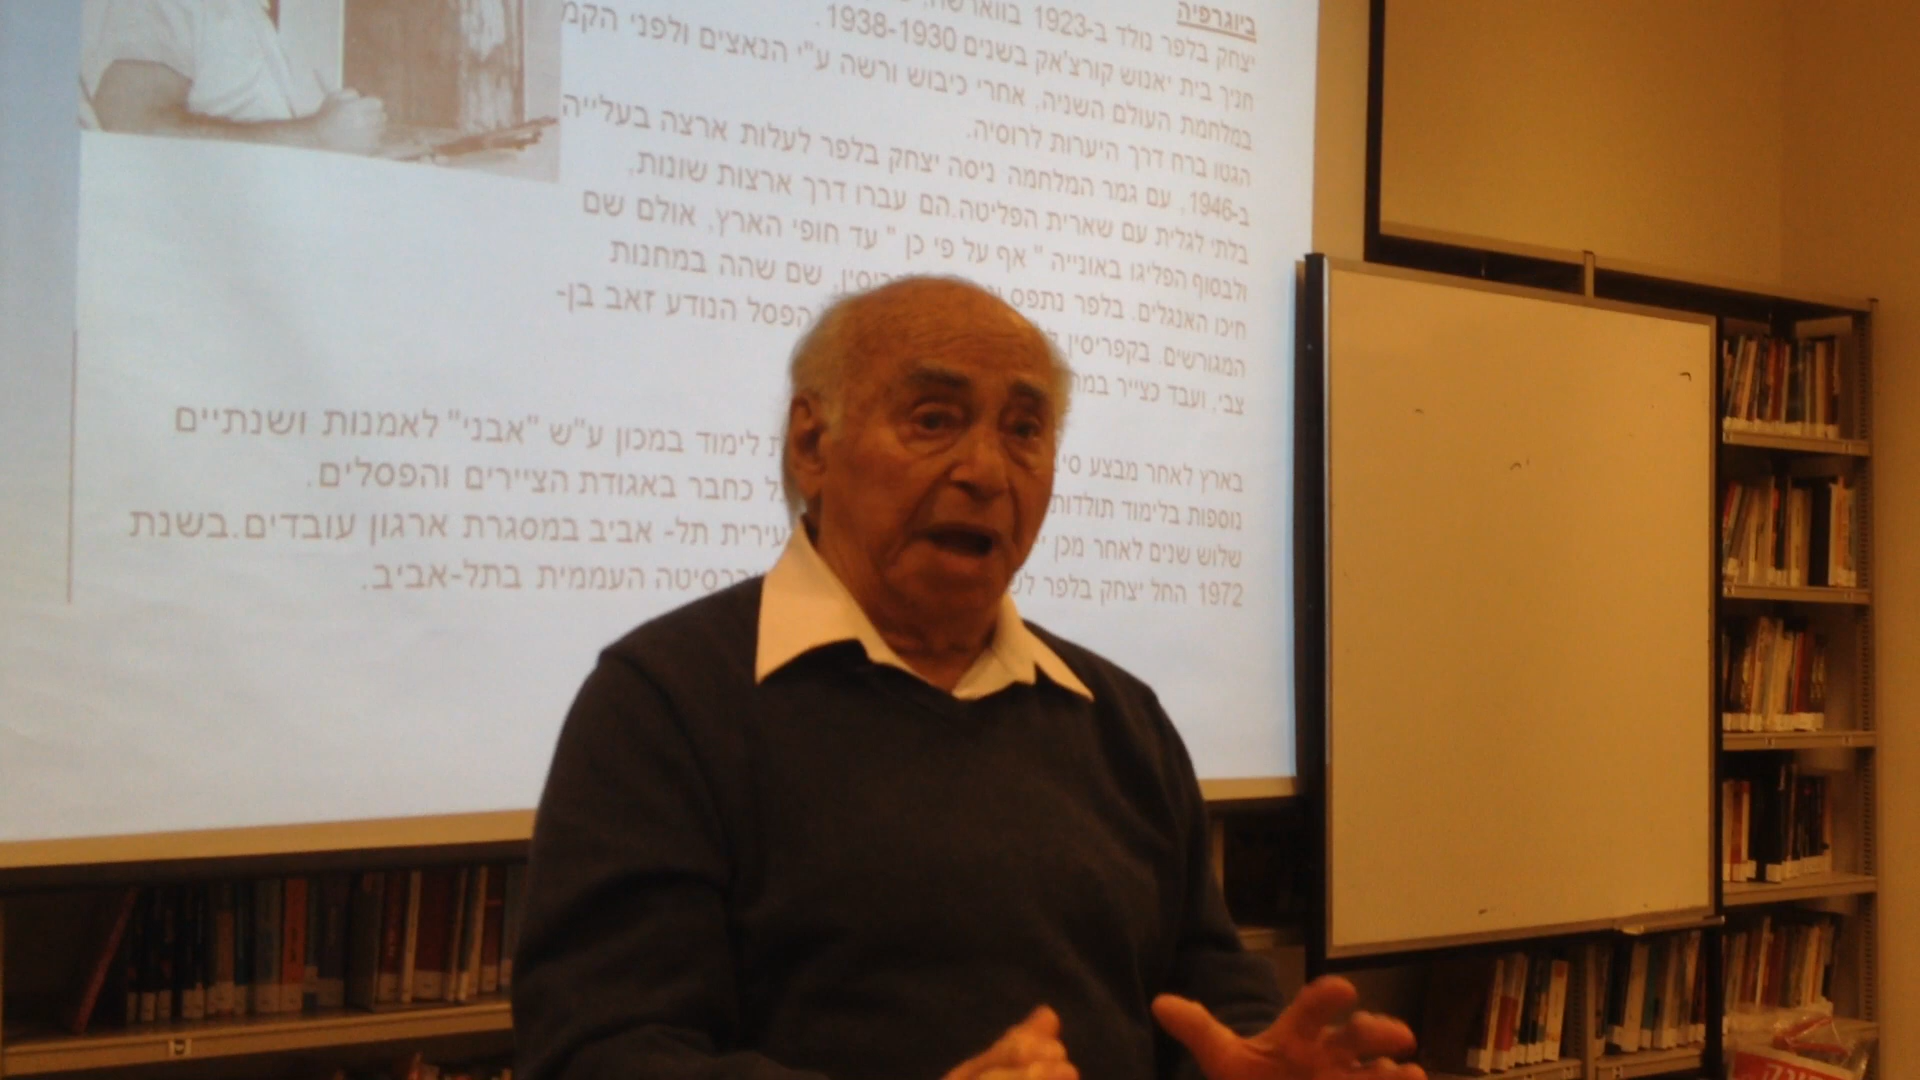 ביוגרפיה
יצחק בלפר נולד ב-1923 בווארשה,
חניך בית יאנוש קורצ'אק בשנים 1938-1930.
במלחמת העולם השניה, אחרי כיבוש ורשה ע"י הנאצים ולפני הקמ
הגטו ברח דרך היערות לרוסיה.
ב-1946, עם גמר המלחמה ניסה יצחק בלפר לעלות ארצה בעלייה
בלתי לגלית עם שארית הפליטה.הם עברו דרך ארצות שונות,
ולבסוף הפליגו באונייה " אף על פי כן " עד חופי הארץ, אולם שם
חיכו האנגלים. בלפר נתפס שם שהה במחנות
המגורשים. בקפריסין הפסל הנודע זאב בן-
צבי, ועבד כצייר
בארץ לאחר מבצע לימוד במכון ע"ש "אבני" לאמנות ושנתיים
נוספות בלימוד תולדות כחבר באגודת הציירים והפסלים.
שלוש שנים לאחר מכן עירית תל- אביב במסגרת ארגון עובדים.בשנת
1972 החל יצחק בלפר העממית בתל-אביב.